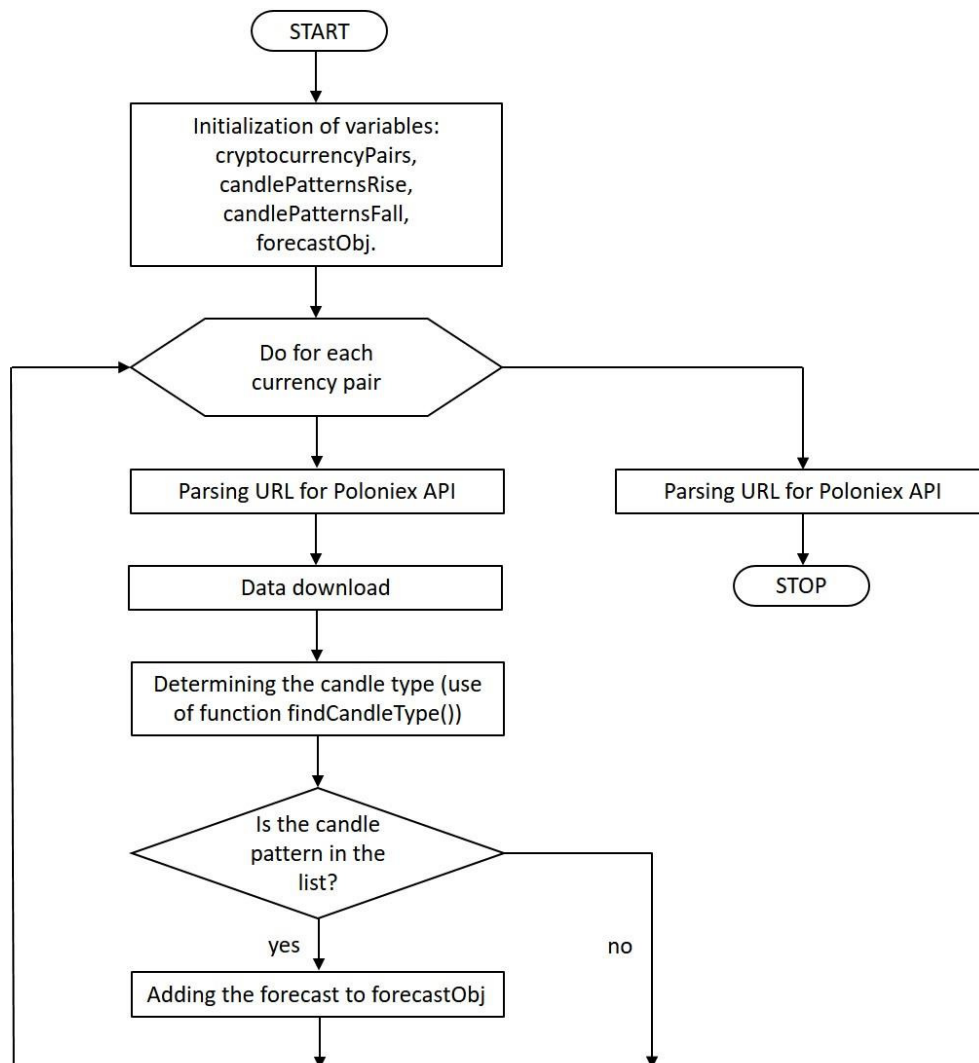 START
Initialization of variables:
cryptocurrencyPairs,
candlePatternsRise,
candlePatternsFall,
forecastObj.
Do for each
currency pair
Parsing URL for Poloniex API
Parsing URL for Poloniex API
Data download
STOP
Determining the candle type (use
of function findCandleType())
Is the candle
pattern in the
list?
yes
no
Adding the forecast to forecastObj